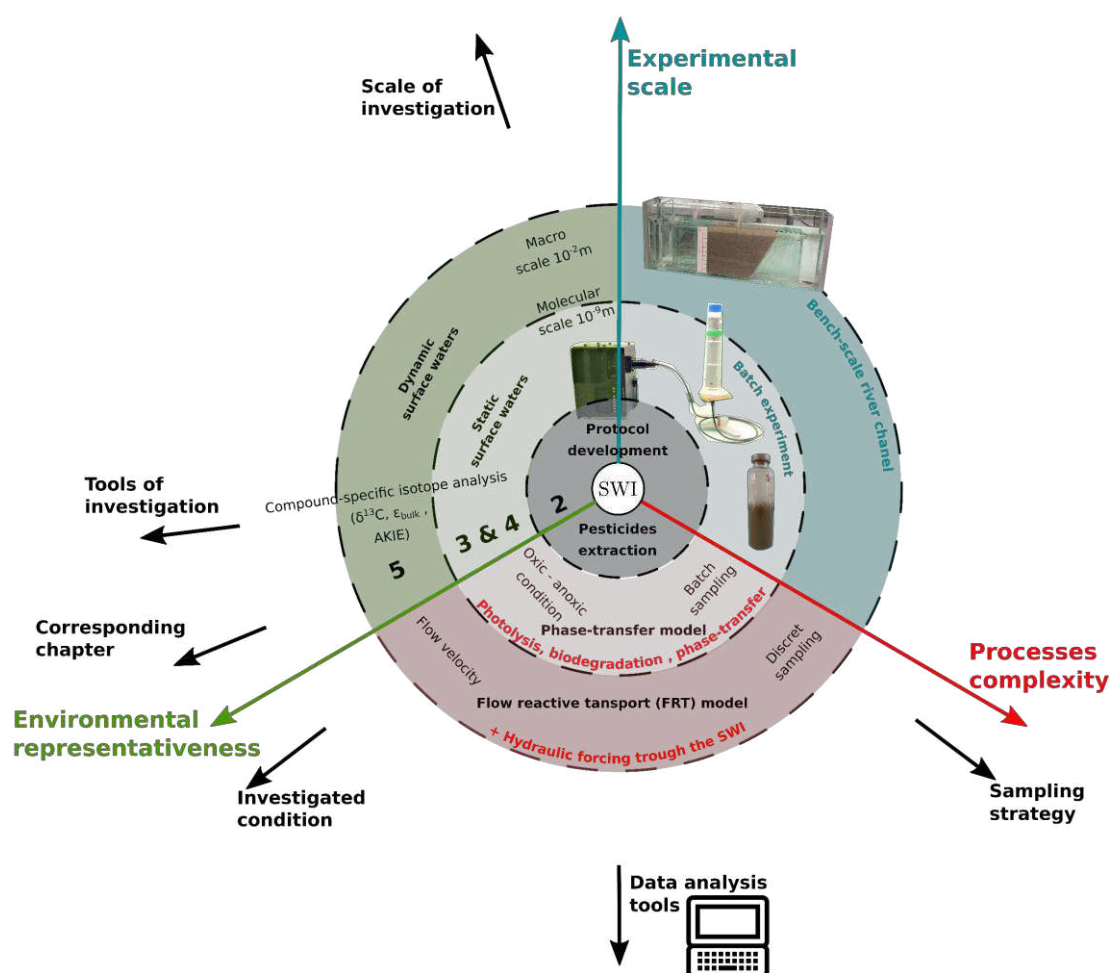 Experimental
scale
Scale of
investigation
Macro
scale 10⁻²m
Molecular
scale 10⁻⁹m
Dynamic
surface waters
Static
surface waters
Batch experiment
Bench-scale river chanel
Protocol
development
SWI
Pesticides
extraction
Tools of
investigation
Compound-specific isotope analysis
(δ¹³C, εbulk ,
AKIE)
2
3 & 4
5
Corresponding
chapter
Oxic - anoxic
condition
Batch
sampling
Phase-transfer model
Photolysis, biodegradation , phase-transfer
Flow velocity
Discret
sampling
Flow reactive tansport (FRT) model
+ Hydraulic forcing trough the SWI
Processes
complexity
Environmental
representativeness
Investigated
condition
Sampling
strategy
Data analysis
tools